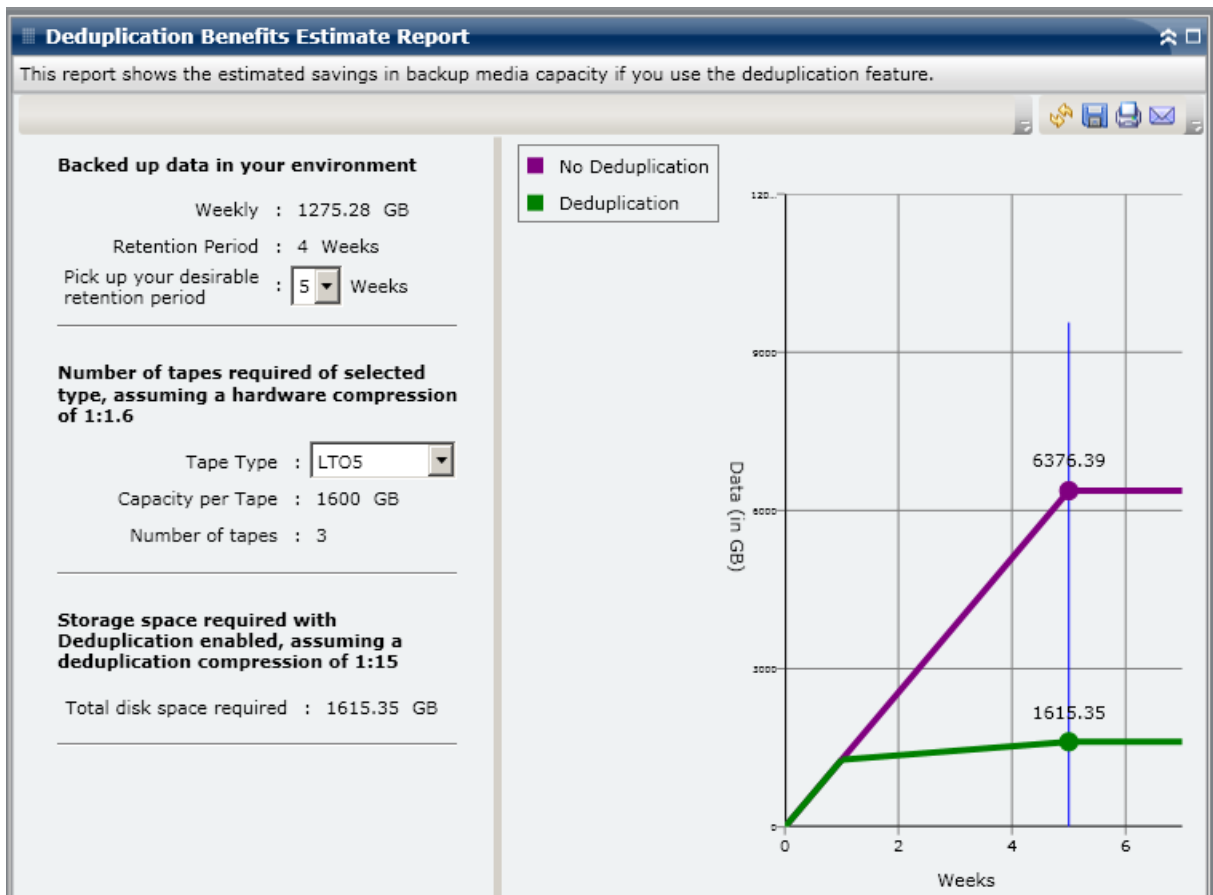 Deduplication Benefits Estimate Report
This report shows the estimated savings in backup media capacity if you use the deduplication feature.
Backed up data in your environment
Weekly : 1275.28 GB
Retention Period : 4 Weeks
Pick up your desirable
retention period : 5 Weeks
Number of tapes required of selected
type, assuming a hardware compression
of 1:1.6
Tape Type : LTO5
Capacity per Tape : 1600 GB
Number of tapes : 3
Storage space required with
Deduplication enabled, assuming a
deduplication compression of 1:15
Total disk space required : 1615.35 GB
No Deduplication
Deduplication
120...
9000
6000
3000
0
Data (in GB)
6376.39
1615.35
0 2 4 6
Weeks